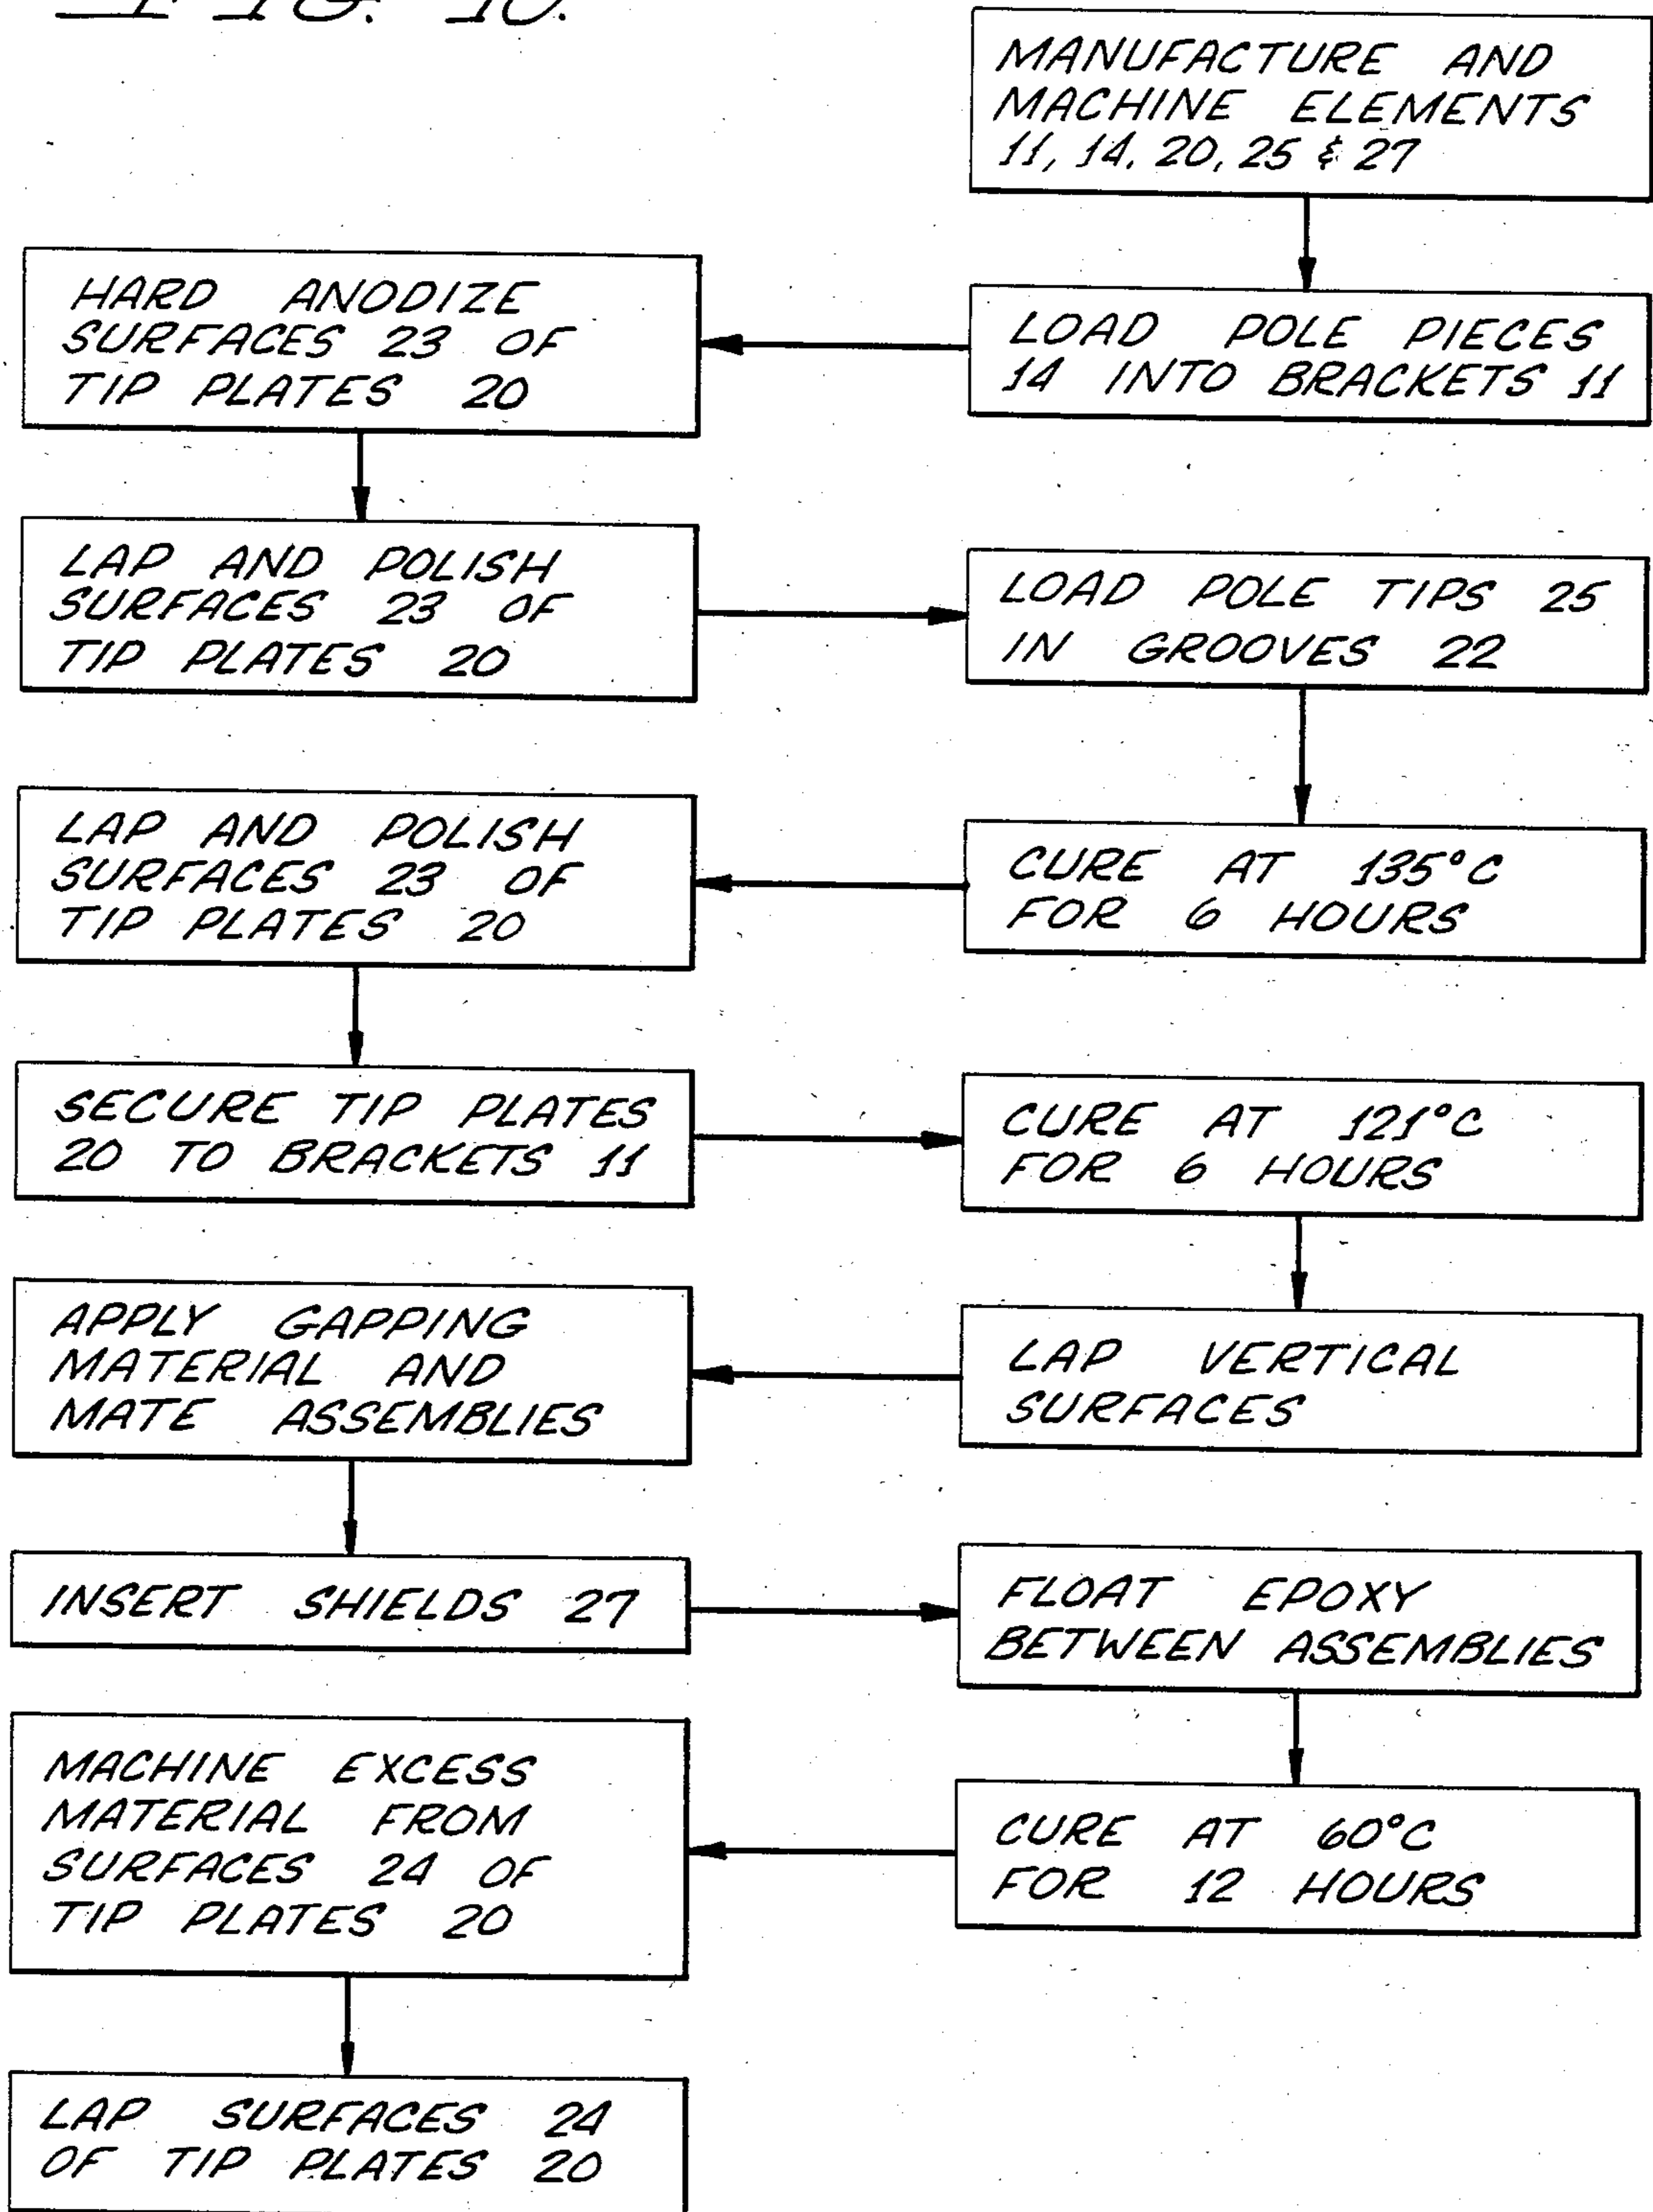 FIG. 10.
MANUFACTURE AND
MACHINE ELEMENTS
11, 14, 20, 25 & 27
LOAD POLE PIECES
14 INTO BRACKETS 11
HARD ANODIZE
SURFACES 23 OF
TIP PLATES 20
LAP AND POLISH
SURFACES 23 OF
TIP PLATES 20
LOAD POLE TIPS 25
IN GROOVES 22
CURE AT 135°C
FOR 6 HOURS
LAP AND POLISH
SURFACES 23 OF
TIP PLATES 20
SECURE TIP PLATES
20 TO BRACKETS 11
CURE AT 121°C
FOR 6 HOURS
LAP VERTICAL
SURFACES
APPLY GAPPING
MATERIAL AND
MATE ASSEMBLIES
INSERT SHIELDS 27
FLOAT EPOXY
BETWEEN ASSEMBLIES
CURE AT 60°C
FOR 12 HOURS
MACHINE EXCESS
MATERIAL FROM
SURFACES 24 OF
TIP PLATES 20
LAP SURFACES 24
OF TIP PLATES 20